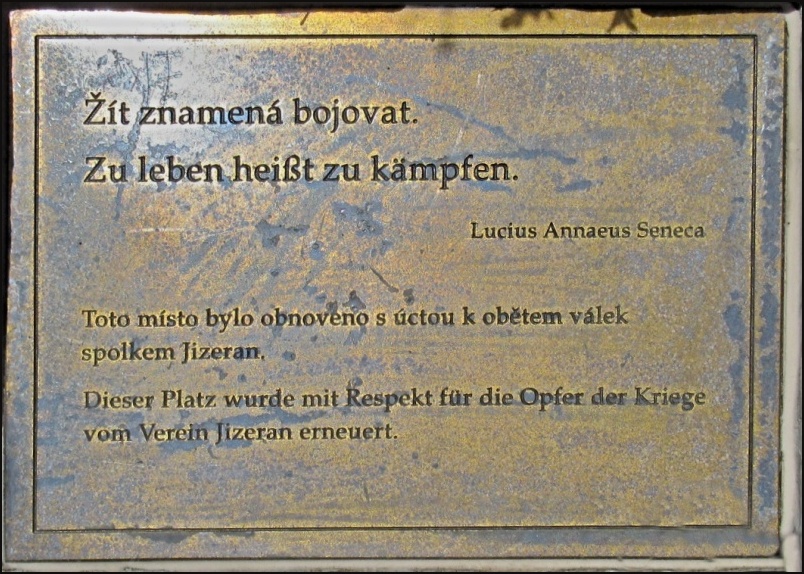 Žít znamená bojovat.
Zu leben heißt zu kämpfen.
Lucius Annaeus Seneca
Toto místo bylo obnoveno s úctou k obětem válek
spolkem Jizeran.
Dieser Platz wurde mit Respekt für die Opfer der Kriege
vom Verein Jizeran erneuert.